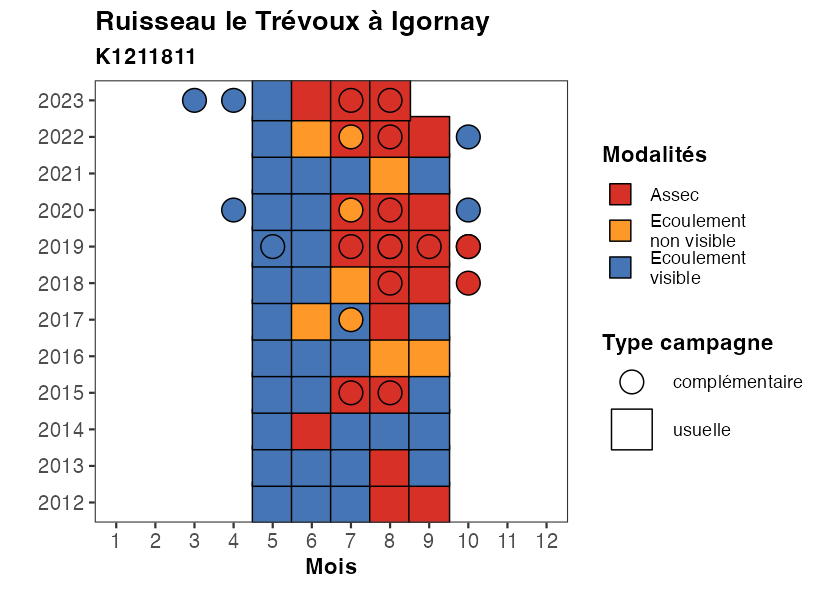 Ruisseau le Trévoux à Igornay
K1211811
2023
2022
2021
2020
2019
2018
2017
2016
2015
2014
2013
2012
1 2 3 4 5 6 7 8 9 10 11 12
Mois
Modalités
Assec
Ecoulement
non visible
Ecoulement
visible
Type campagne
complémentaire
usuelle